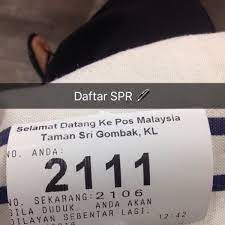 Daftar SPR
Selamat Datang Ke Pos Malaysia
Taman Sri Gombak, KL
NO. ANDA:
2111
NO. SEKARANG: 2106
SILA DUDUK. ANDA AKAN
DILAYAN SEBENTAR LAGI.
12:42